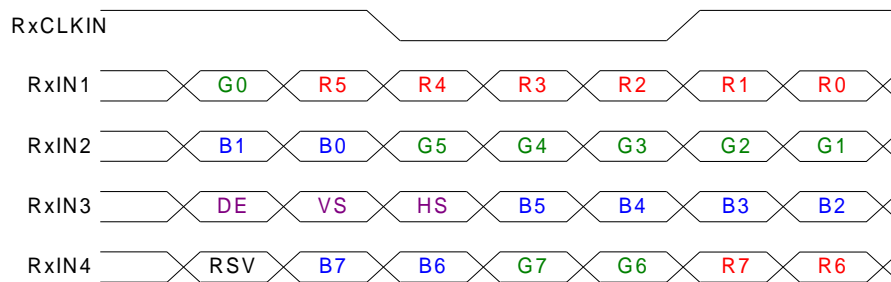 RxCLKIN
RxIN1 G0 R5 R4 R3 R2 R1 R0
RxIN2 B1 B0 G5 G4 G3 G2 G1
RxIN3 DE VS HS B5 B4 B3 B2
RxIN4 RSV B7 B6 G7 G6 R7 R6